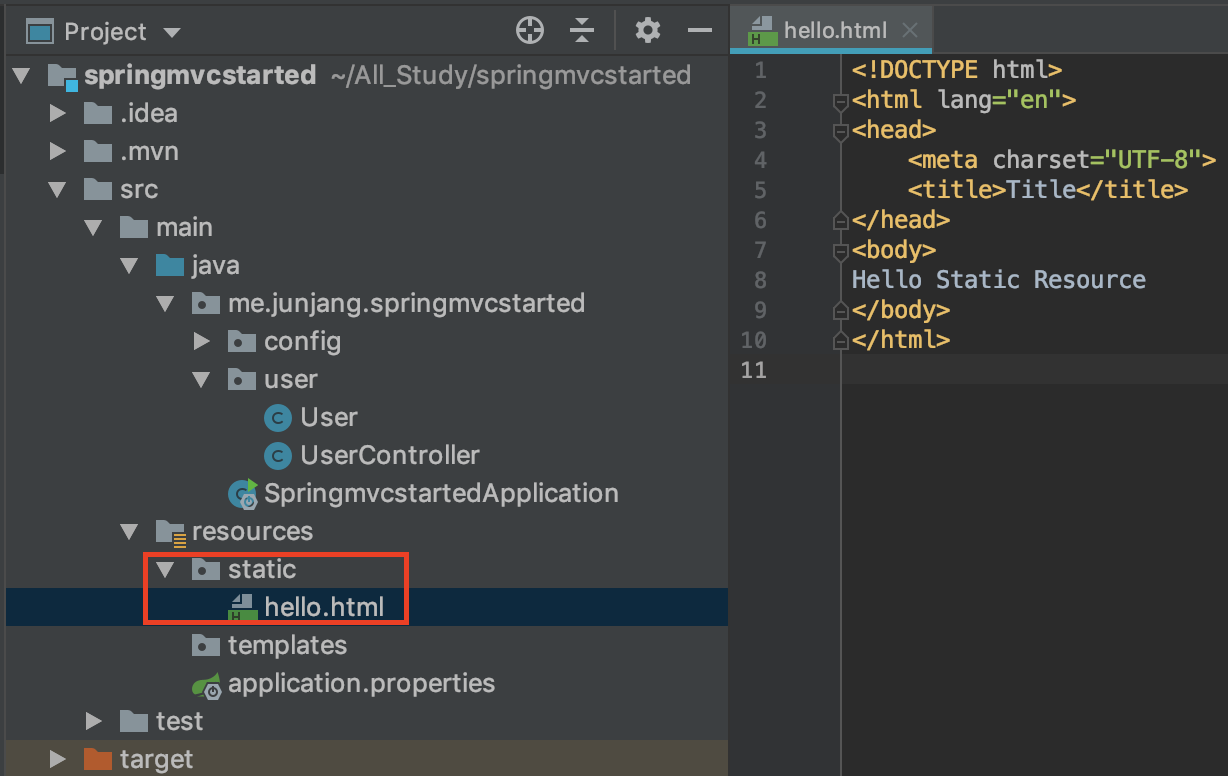 Project
springmvcstarted ~/All_Study/springmvcstarted
.idea
.mvn
src
main
java
me.junjang.springmvcstarted
config
user
C User
C UserController
C SpringmvcstartedApplication
resources
static
H hello.html
templates
application.properties
test
target
H hello.html
1 <!DOCTYPE html>
2 <html lang="en">
3 <head>
4 <meta charset="UTF-8">
5 <title>Title</title>
6 </head>
7 <body>
8 Hello Static Resource
9 </body>
10 </html>
11